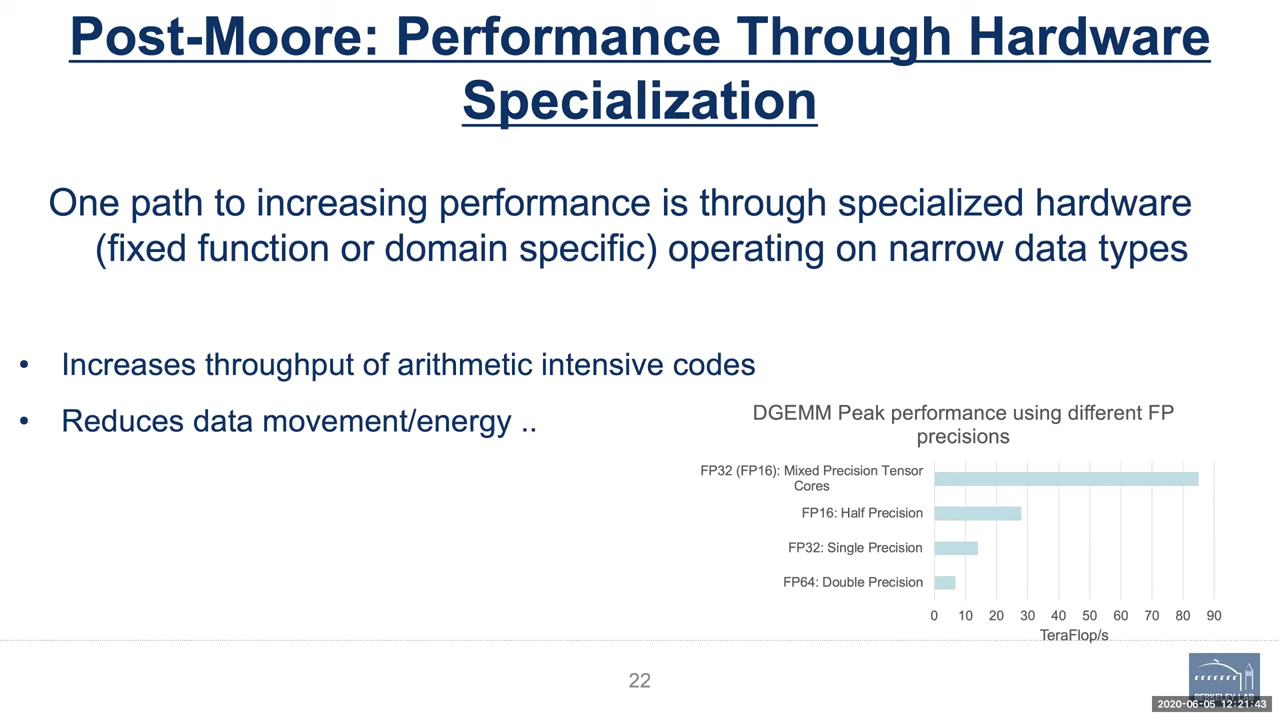 Post-Moore: Performance Through Hardware
Specialization
One path to increasing performance is through specialized hardware
(fixed function or domain specific) operating on narrow data types
• Increases throughput of arithmetic intensive codes
• Reduces data movement/energy ..
DGEMM Peak performance using different FP
precisions
FP32 (FP16): Mixed Precision Tensor
Cores
FP16: Half Precision
FP32: Single Precision
FP64: Double Precision
0 10 20 30 40 50 60 70 80 90
TeraFlop/s
22
BERKELEY LAB
2020-06-05 12:21:43